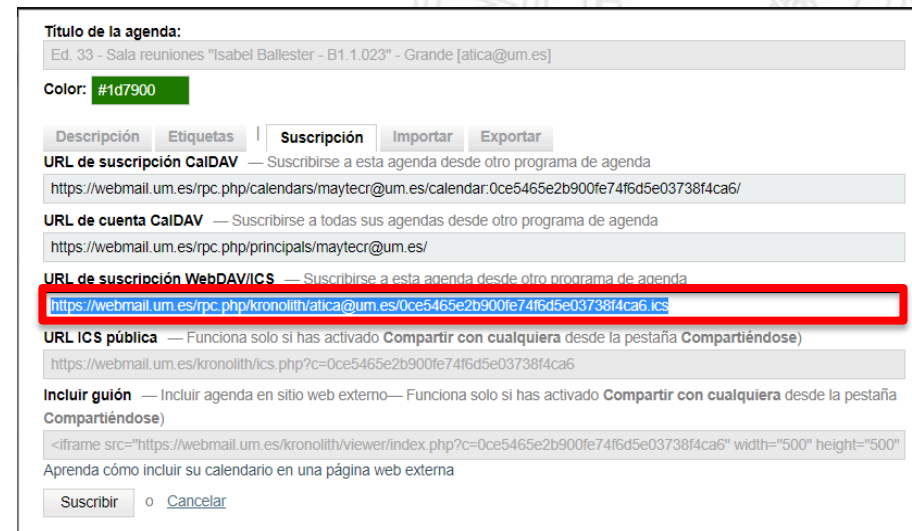 Título de la agenda:
Ed. 33 - Sala reuniones "Isabel Ballester - B1.1.023" - Grande [atica@um.es]
Color: #1d7900
Descripción Etiquetas | Suscripción Importar Exportar
URL de suscripción CalDAV — Suscribirse a esta agenda desde otro programa de agenda
https://webmail.um.es/rpc.php/calendars/maytecr@um.es/calendar:0ce5465e2b900fe74f6d5e03738f4ca6/
URL de cuenta CalDAV — Suscribirse a todas sus agendas desde otro programa de agenda
https://webmail.um.es/rpc.php/principals/maytecr@um.es/
URL de suscripción WebDAV/ICS — Suscribirse a esta agenda desde otro programa de agenda
https://webmail.um.es/rpc.php/kronolith/atica@um.es/0ce5465e2b900fe74f6d5e03738f4ca6.ics
URL ICS pública — Funciona solo si has activado Compartir con cualquiera desde la pestaña Compartiéndose)
https://webmail.um.es/kronolith/ics.php?c=0ce5465e2b900fe74f6d5e03738f4ca6
Incluir guión — Incluir agenda en sitio web externo— Funciona solo si has activado Compartir con cualquiera desde la pestaña
Compartiéndose)
<iframe src="https://webmail.um.es/kronolith/viewer/index.php?c=0ce5465e2b900fe74f6d5e03738f4ca6" width="500" height="500"
Aprenda cómo incluir su calendario en una página web externa
Suscribir o Cancelar